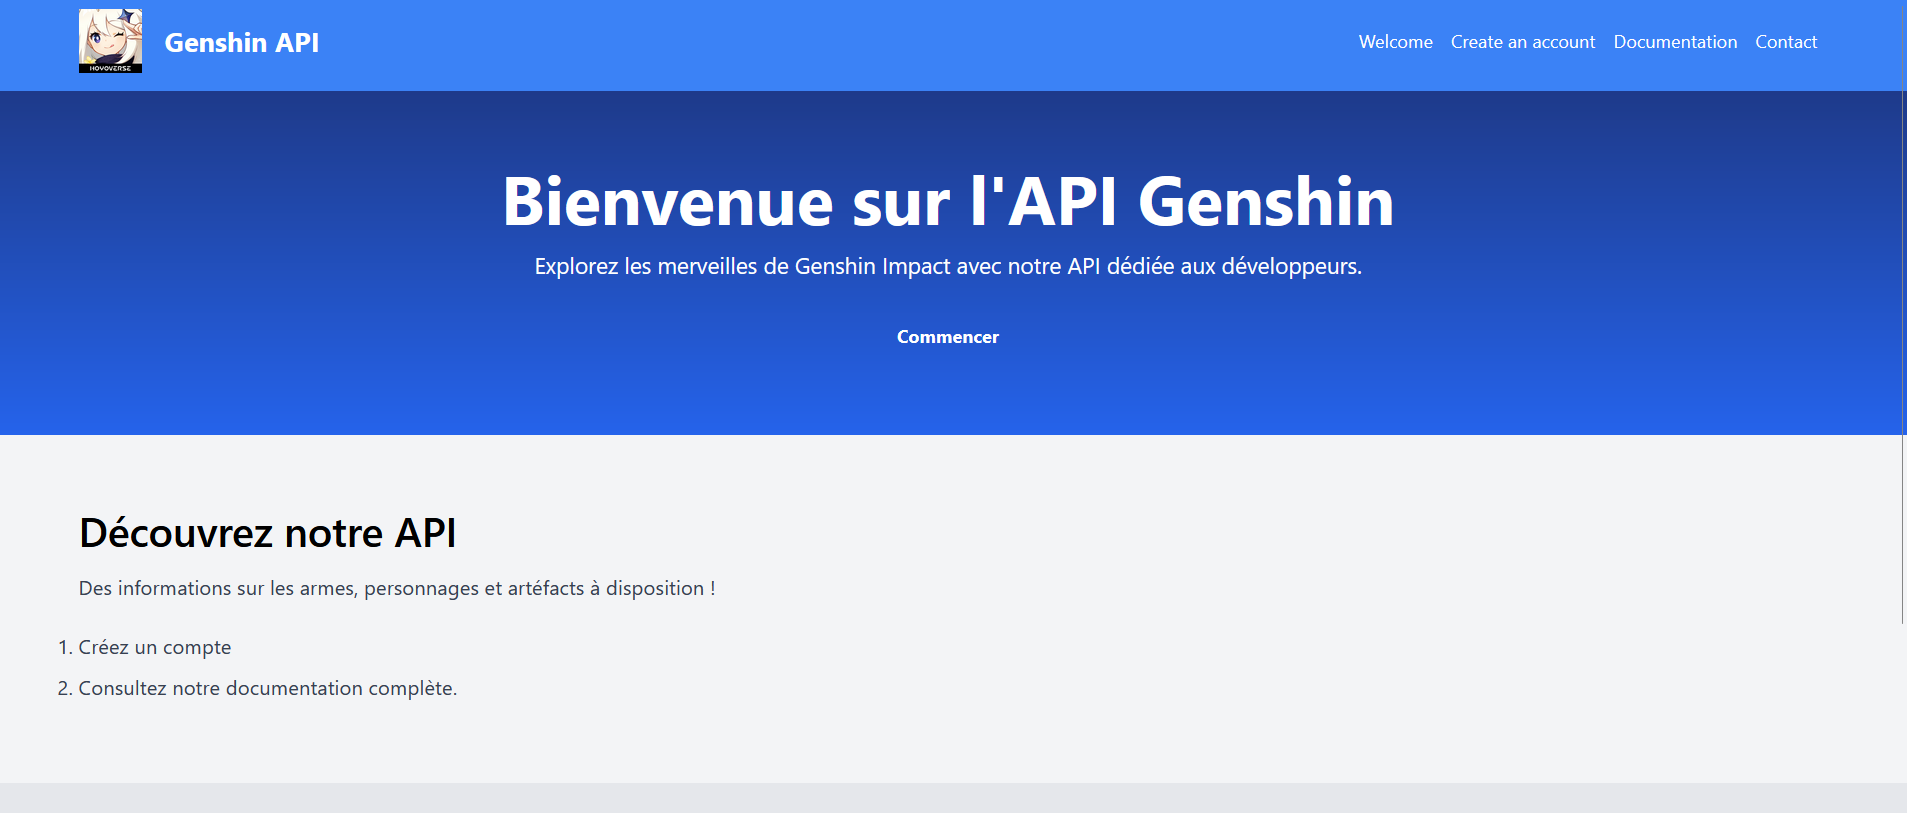 HOYOVERSE
Genshin API
Welcome Create an account Documentation Contact
Bienvenue sur l'API Genshin
Explorez les merveilles de Genshin Impact avec notre API dédiée aux développeurs.
Commencer
Découvrez notre API
Des informations sur les armes, personnages et artéfacts à disposition !
1. Créez un compte
2. Consultez notre documentation complète.